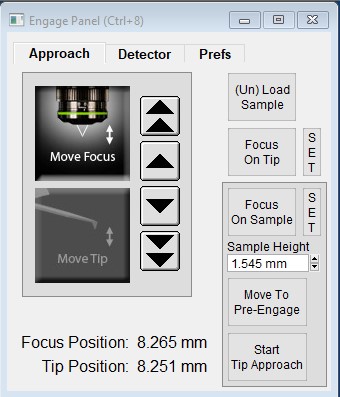 Engage Panel (Ctrl+8)
Approach
Detector
Prefs
Move Focus
Move Tip
(Un) Load
Sample
Focus
On Tip
S
E
T
Focus
On Sample
S
E
T
Sample Height
1.545 mm
Move To
Pre-Engage
Start
Tip Approach
Focus Position: 8.265 mm
Tip Position: 8.251 mm